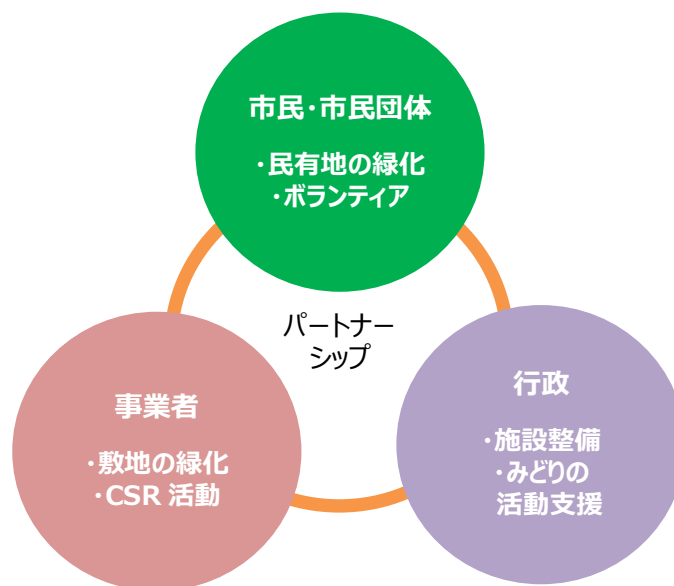 市民・市民団体
・民有地の緑化
・ボランティア
パートナー
シップ
事業者
・敷地の緑化
・CSR 活動
行政
・施設整備
・みどりの
活動支援